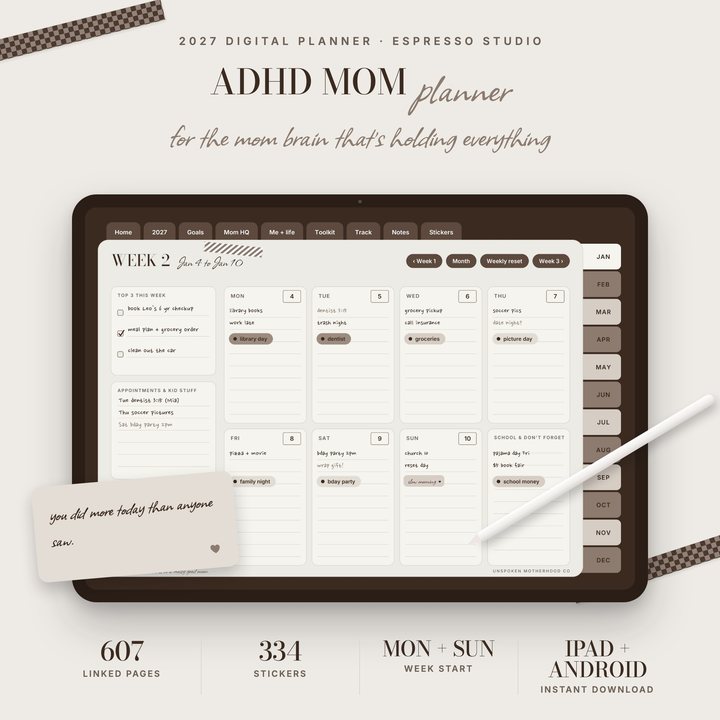 2027 DIGITAL PLANNER · ESPRESSO STUDIO
ADHD MOM planner
for the mom brain that's holding everything
Home 2027 Goals Mom HQ Me + life Toolkit Track Notes Stickers
WEEK 2 Jan 4 to Jan 10
‹ Week 1 Month Weekly reset Week 3 ›
TOP 3 THIS WEEK
book Leo's 6 yr checkup
meal plan + grocery order
clean out the car
APPOINTMENTS & KID STUFF
Tue dentist 3:15 (Mia)
Thu soccer pictures
Sat bday party 2pm
MON 4
library books
work late
library day
TUE 5
dentist 3:15
trash night
dentist
WED 6
grocery pickup
call insurance
groceries
THU 7
soccer pics
date night?
picture day
FRI 8
pizza + movie
family night
SAT 9
bday party 2pm
wrap gift!
bday party
SUN 10
church 10
reset day
slow morning
SCHOOL & DON'T FORGET
pajama day Fri
$5 book fair
school money
UNSPOKEN MOTHERHOOD CO
JAN
FEB
MAR
APR
MAY
JUN
JUL
AUG
SEP
OCT
NOV
DEC
you did more today than anyone
saw.
607
LINKED PAGES
334
STICKERS
MON + SUN
WEEK START
IPAD +
ANDROID
INSTANT DOWNLOAD